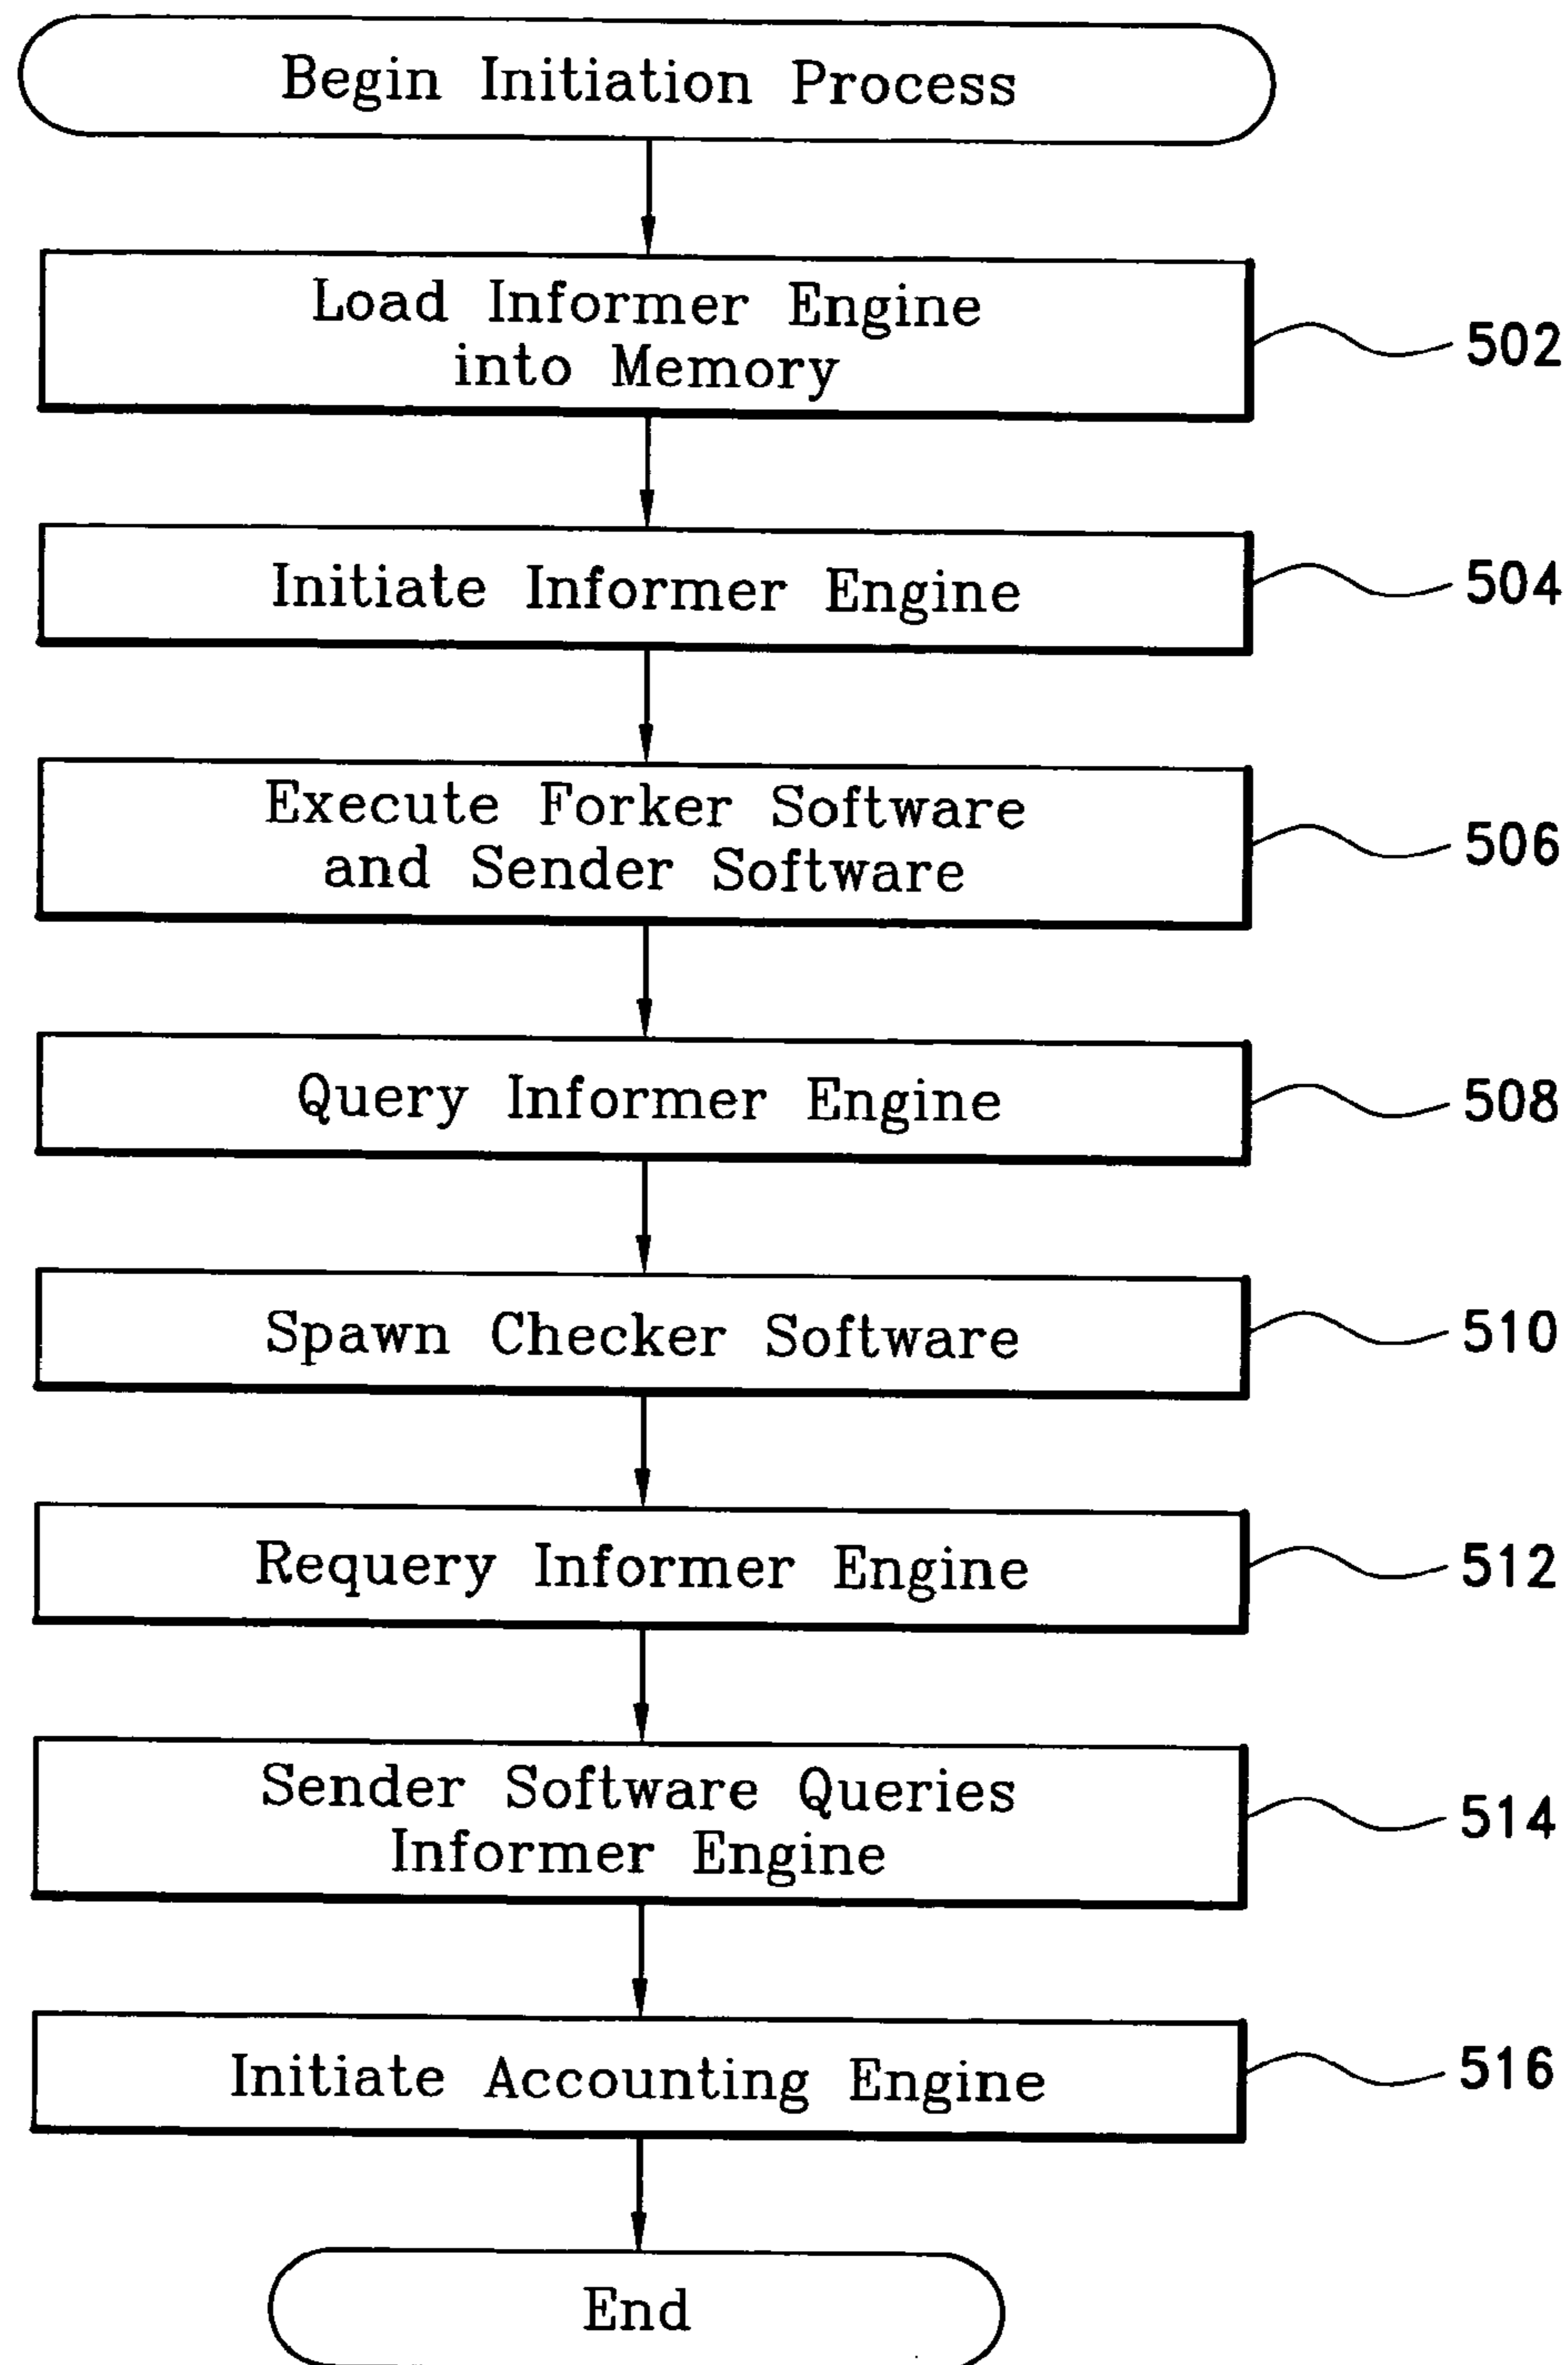 Begin Initiation Process
Load Informer Engine
into Memory
502
Initiate Informer Engine
504
Execute Forker Software
and Sender Software
506
Query Informer Engine
508
Spawn Checker Software
510
Requery Informer Engine
512
Sender Software Queries
Informer Engine
514
Initiate Accounting Engine
516
End